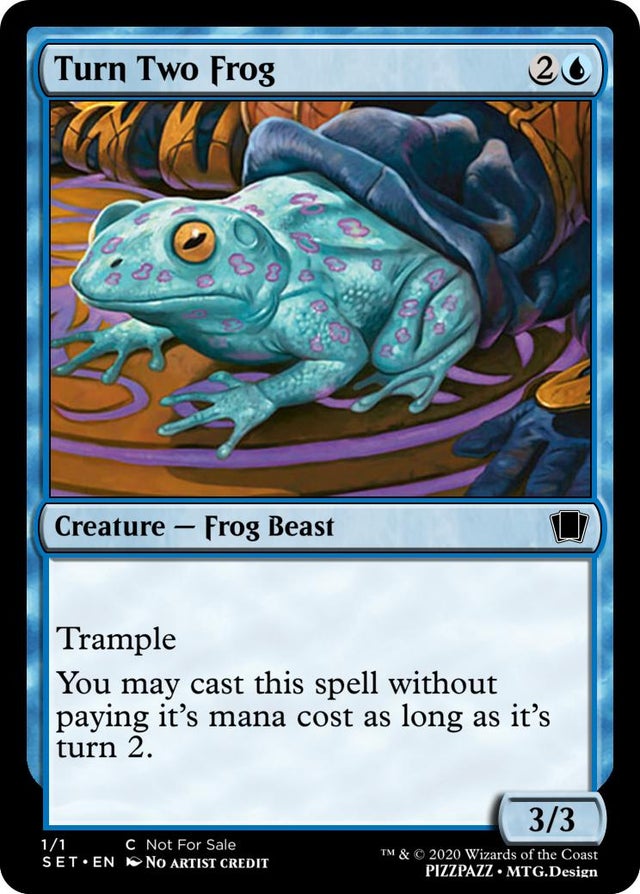 Turn Two Frog 2
Creature — Frog Beast
Trample
You may cast this spell without
paying it's mana cost as long as it's
turn 2.
3/3
1/1 C Not For Sale
SET • EN No ARTIST CREDIT
™ & © 2020 Wizards of the Coast
PIZZPAZZ • MTG.Design